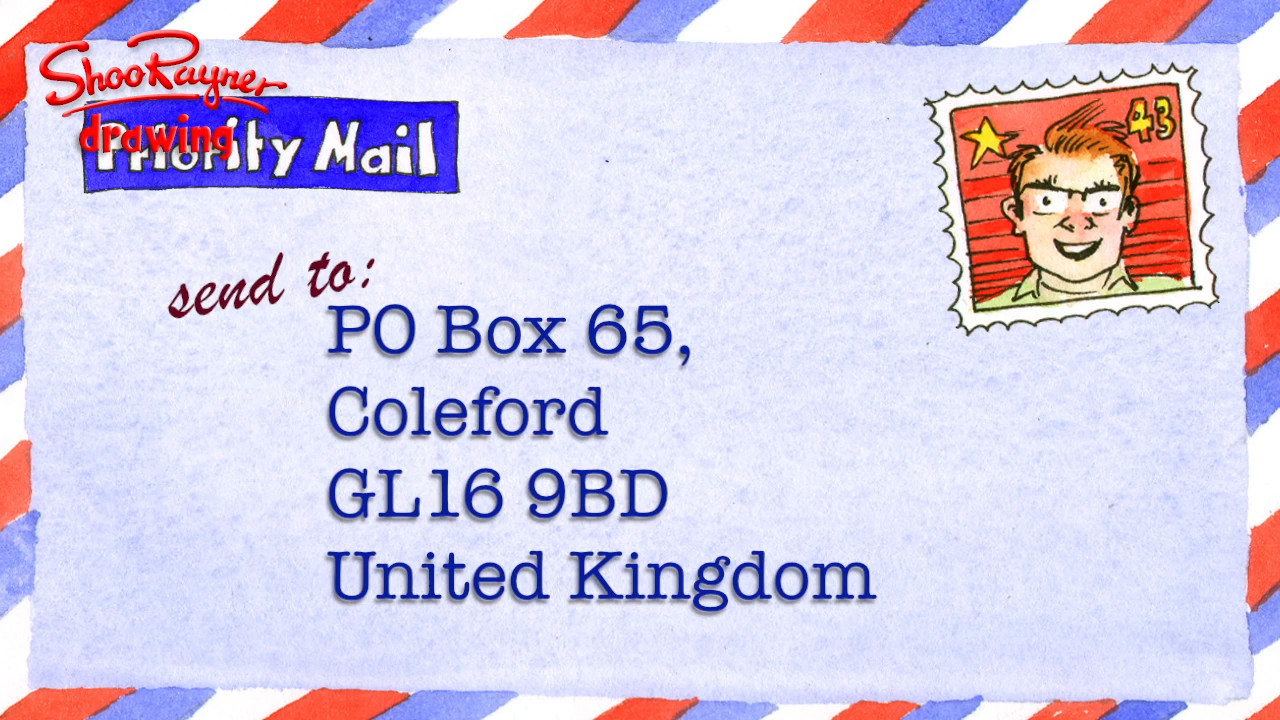 ShooRayner
drawing
Priority Mail
43
send to:
PO Box 65,
Coleford
GL16 9BD
United Kingdom